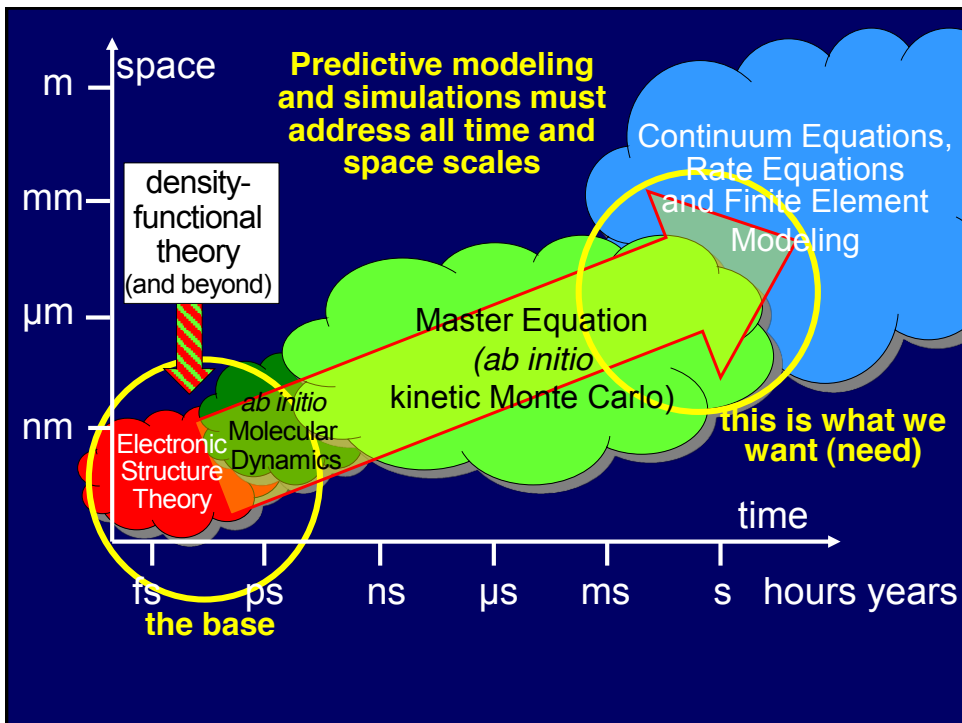 space
m
mm
μm
nm
Predictive modeling
and simulations must
address all time and
space scales
density-
functional
theory
(and beyond)
Continuum Equations,
Rate Equations
and Finite Element
Modeling
Master Equation
(ab initio
kinetic Monte Carlo)
ab initio
Molecular
Dynamics
Electronic
Structure
Theory
this is what we
want (need)
time
fs ps ns μs ms s hours years
the base